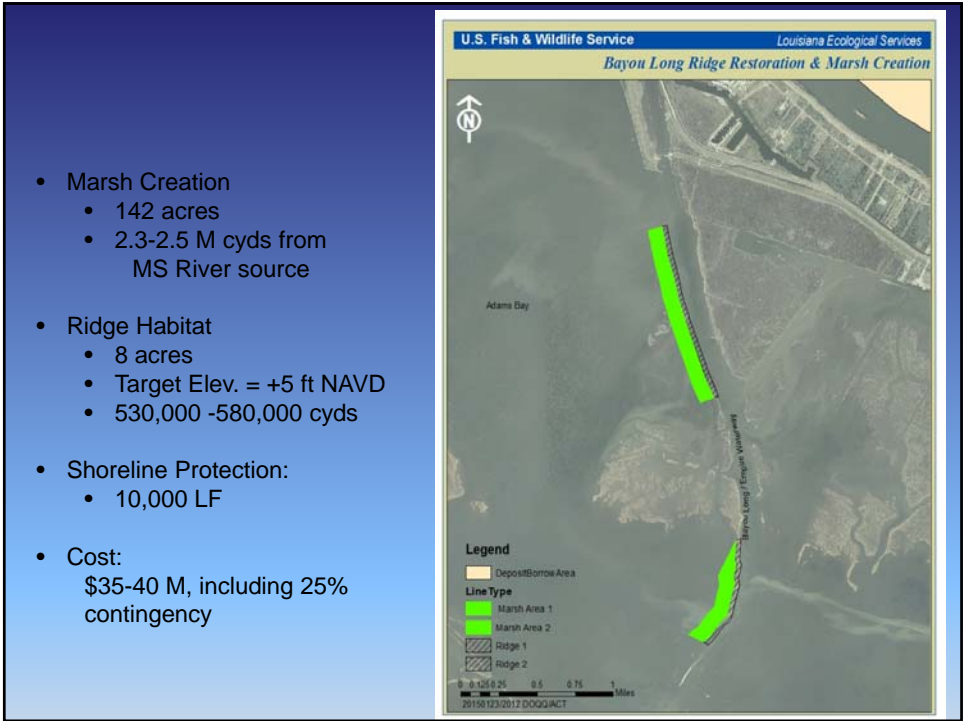 • Marsh Creation
• 142 acres
• 2.3-2.5 M cyds from
MS River source
• Ridge Habitat
• 8 acres
• Target Elev. = +5 ft NAVD
• 530,000 -580,000 cyds
• Shoreline Protection:
• 10,000 LF
• Cost:
$35-40 M, including 25%
contingency
U.S. Fish & Wildlife Service
Louisiana Ecological Services
Bayou Long Ridge Restoration & Marsh Creation
N
Adams Bay
Bayou Long / Empire Waterway
Legend
DepositBorrowArea
LineType
Marsh Area 1
Marsh Area 2
Ridge 1
Ridge 2
0 0.125 0.25 0.5 0.75 1
Miles
20150123/2012 DOQQ/ACT